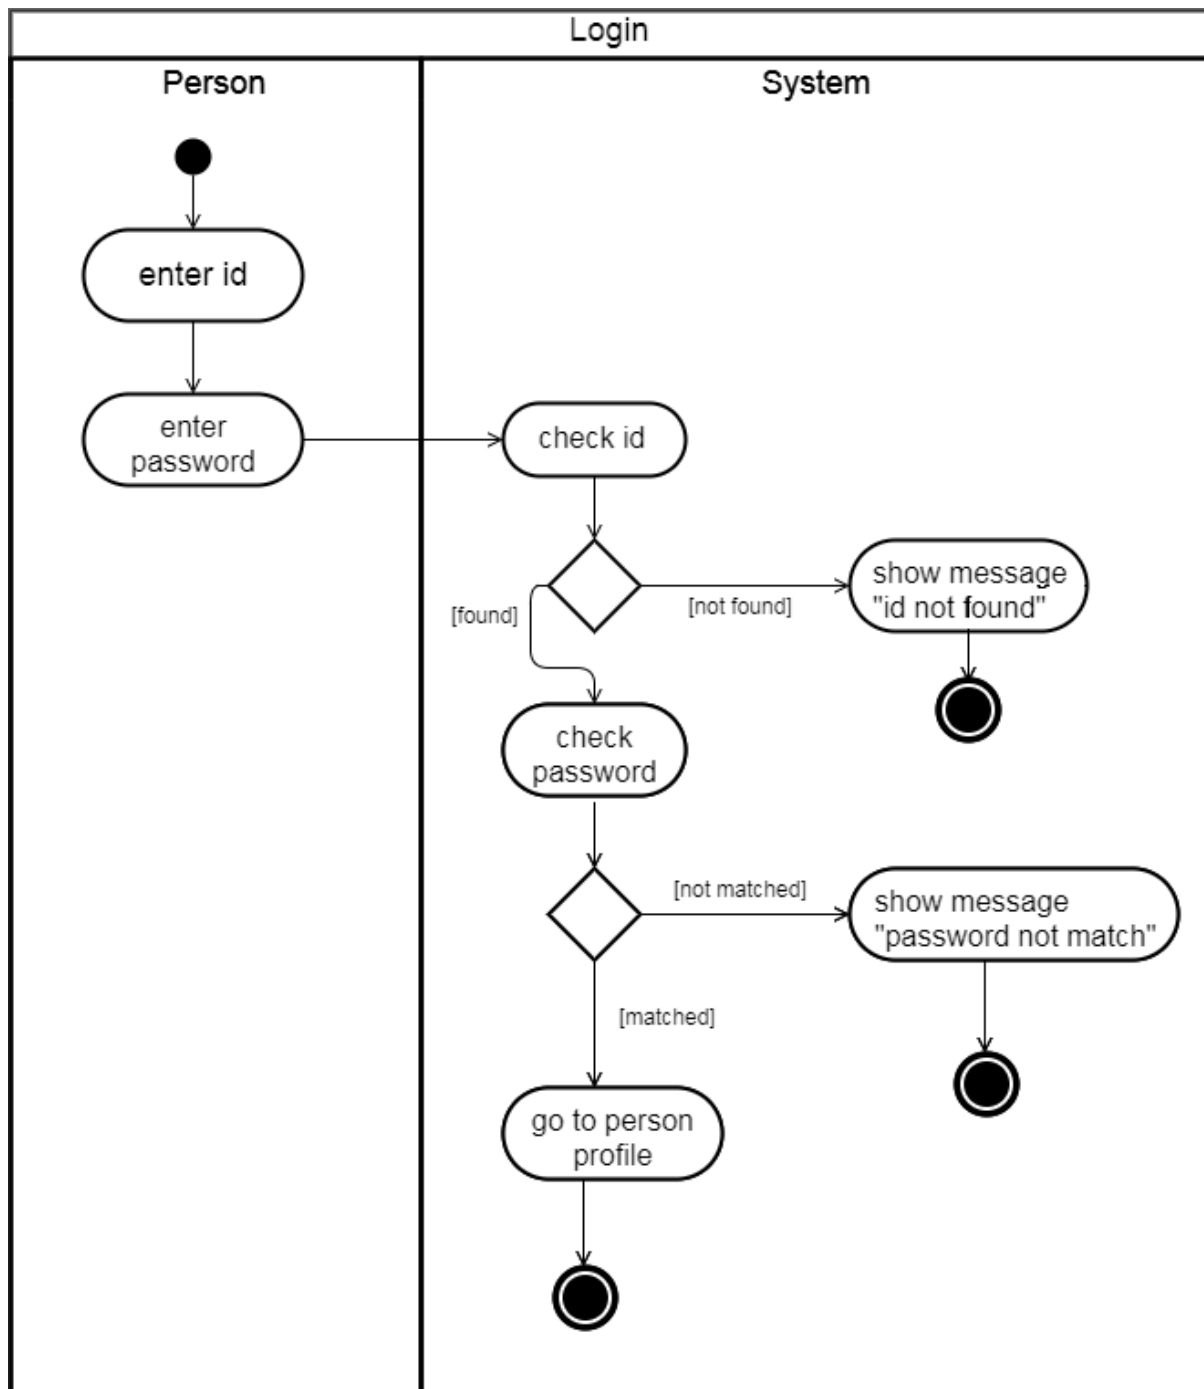 Login
Person
System
enter id
enter
password
check id
[found]
[not found]
show message
"id not found"
check
password
[not matched]
show message
"password not match"
[matched]
go to person
profile